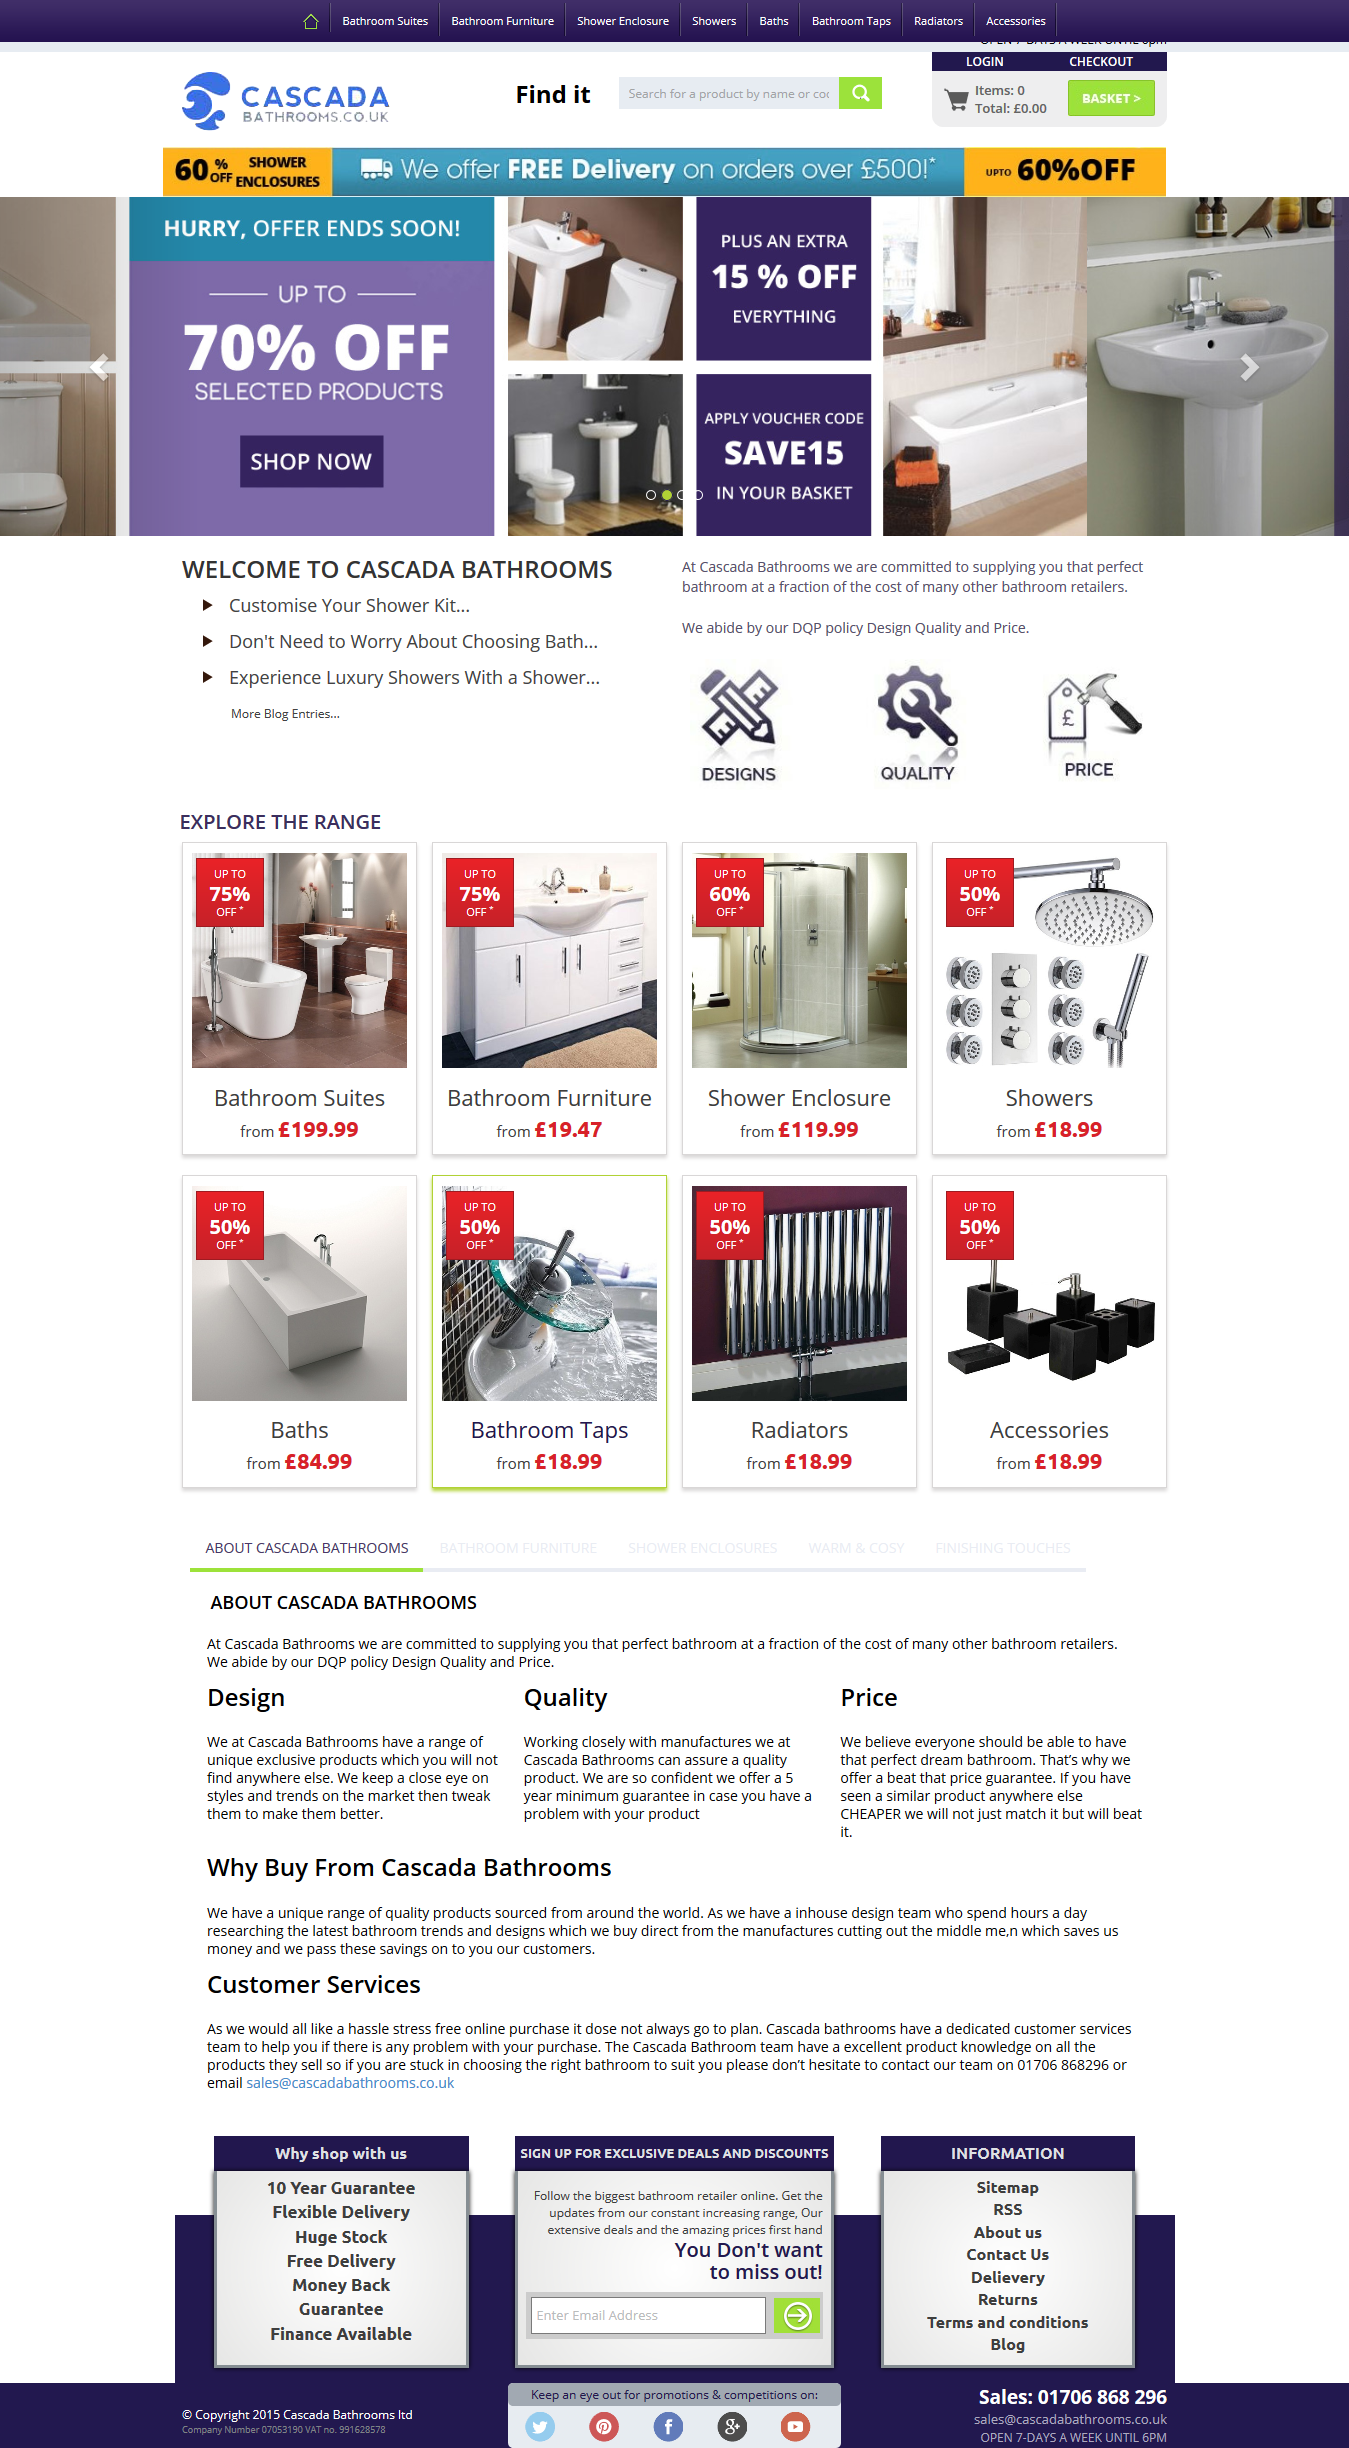 Bathroom Suites
Bathroom Furniture
Shower Enclosure
Showers
Baths
Bathroom Taps
Radiators
Accessories
OPEN 7 DAYS A WEEK UNTIL 6pm
LOGIN
CHECKOUT
CASCADA
BATHROOMS.CO.UK
Find it
Search for a product by name or coc
Items: 0
Total: £0.00
BASKET >
60 % OFF SHOWER ENCLOSURES
We offer FREE Delivery on orders over £500!*
UPTO 60%OFF
HURRY, OFFER ENDS SOON!
UP TO
70% OFF
SELECTED PRODUCTS
SHOP NOW
PLUS AN EXTRA
15 % OFF
EVERYTHING
APPLY VOUCHER CODE
SAVE15
IN YOUR BASKET
WELCOME TO CASCADA BATHROOMS
Customise Your Shower Kit...
Don't Need to Worry About Choosing Bath...
Experience Luxury Showers With a Shower...
More Blog Entries...
At Cascada Bathrooms we are committed to supplying you that perfect
bathroom at a fraction of the cost of many other bathroom retailers.
We abide by our DQP policy Design Quality and Price.
DESIGNS
QUALITY
£
PRICE
EXPLORE THE RANGE
UP TO
75%
OFF *
Bathroom Suites
from £199.99
UP TO
75%
OFF *
Bathroom Furniture
from £19.47
UP TO
60%
OFF *
Shower Enclosure
from £119.99
UP TO
50%
OFF *
Showers
from £18.99
UP TO
50%
OFF *
Baths
from £84.99
UP TO
50%
OFF *
Bathroom Taps
from £18.99
UP TO
50%
OFF *
Radiators
from £18.99
UP TO
50%
OFF *
Accessories
from £18.99
ABOUT CASCADA BATHROOMS
BATHROOM FURNITURE
SHOWER ENCLOSURES
WARM & COSY
FINISHING TOUCHES
ABOUT CASCADA BATHROOMS
At Cascada Bathrooms we are committed to supplying you that perfect bathroom at a fraction of the cost of many other bathroom retailers.
We abide by our DQP policy Design Quality and Price.
Design
We at Cascada Bathrooms have a range of
unique exclusive products which you will not
find anywhere else. We keep a close eye on
styles and trends on the market then tweak
them to make them better.
Quality
Working closely with manufactures we at
Cascada Bathrooms can assure a quality
product. We are so confident we offer a 5
year minimum guarantee in case you have a
problem with your product
Price
We believe everyone should be able to have
that perfect dream bathroom. That's why we
offer a beat that price guarantee. If you have
seen a similar product anywhere else
CHEAPER we will not just match it but will beat
it.
Why Buy From Cascada Bathrooms
We have a unique range of quality products sourced from around the world. As we have a inhouse design team who spend hours a day
researching the latest bathroom trends and designs which we buy direct from the manufactures cutting out the middle me,n which saves us
money and we pass these savings on to you our customers.
Customer Services
As we would all like a hassle stress free online purchase it dose not always go to plan. Cascada bathrooms have a dedicated customer services
team to help you if there is any problem with your purchase. The Cascada Bathroom team have a excellent product knowledge on all the
products they sell so if you are stuck in choosing the right bathroom to suit you please don't hesitate to contact our team on 01706 868296 or
email sales@cascadabathrooms.co.uk
Why shop with us
10 Year Guarantee
Flexible Delivery
Huge Stock
Free Delivery
Money Back
Guarantee
Finance Available
SIGN UP FOR EXCLUSIVE DEALS AND DISCOUNTS
Follow the biggest bathroom retailer online. Get the
updates from our constant increasing range, Our
extensive deals and the amazing prices first hand
You Don't want
to miss out!
Enter Email Address
INFORMATION
Sitemap
RSS
About us
Contact Us
Delievery
Returns
Terms and conditions
Blog
Keep an eye out for promotions & competitions on:
© Copyright 2015 Cascada Bathrooms ltd
Company Number 07053190 VAT no. 991628578
Sales: 01706 868 296
sales@cascadabathrooms.co.uk
OPEN 7-DAYS A WEEK UNTIL 6PM